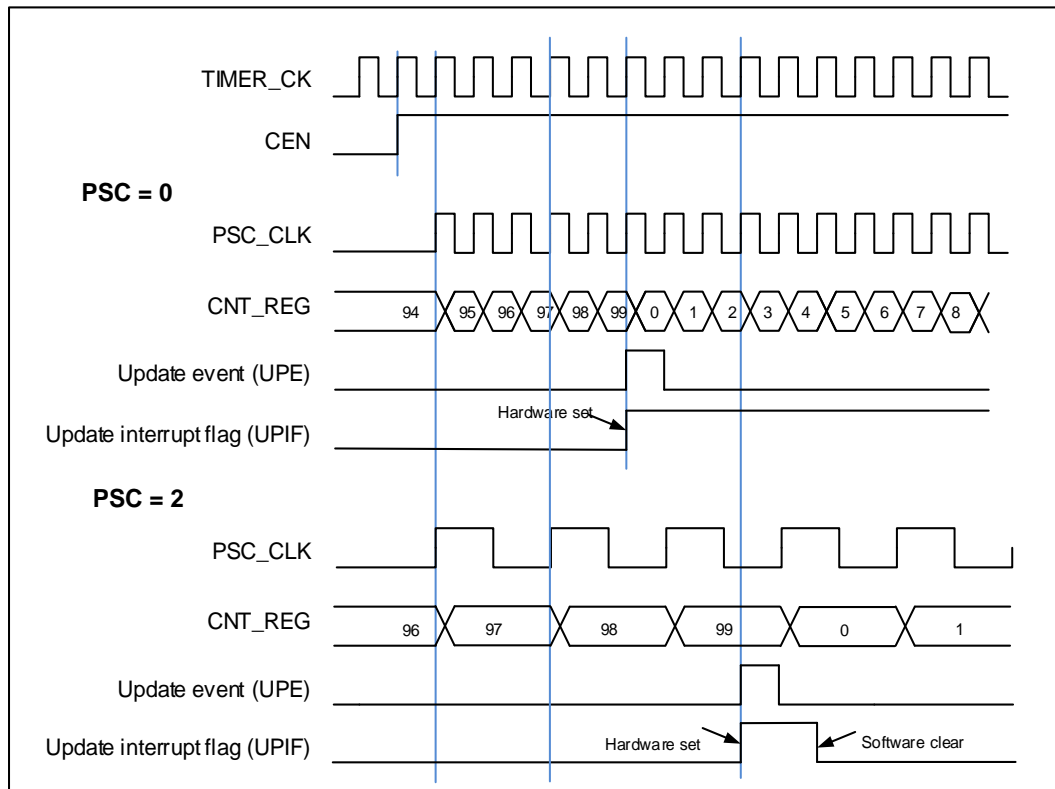 TIMER_CK
CEN
PSC = 0
PSC_CLK
CNT_REG 94 95 96 97 98 99 0 1 2 3 4 5 6 7 8
Update event (UPE)
Hardware set
Update interrupt flag (UPIF)
PSC = 2
PSC_CLK
CNT_REG 96 97 98 99 0 1
Update event (UPE)
Update interrupt flag (UPIF) Hardware set Software clear